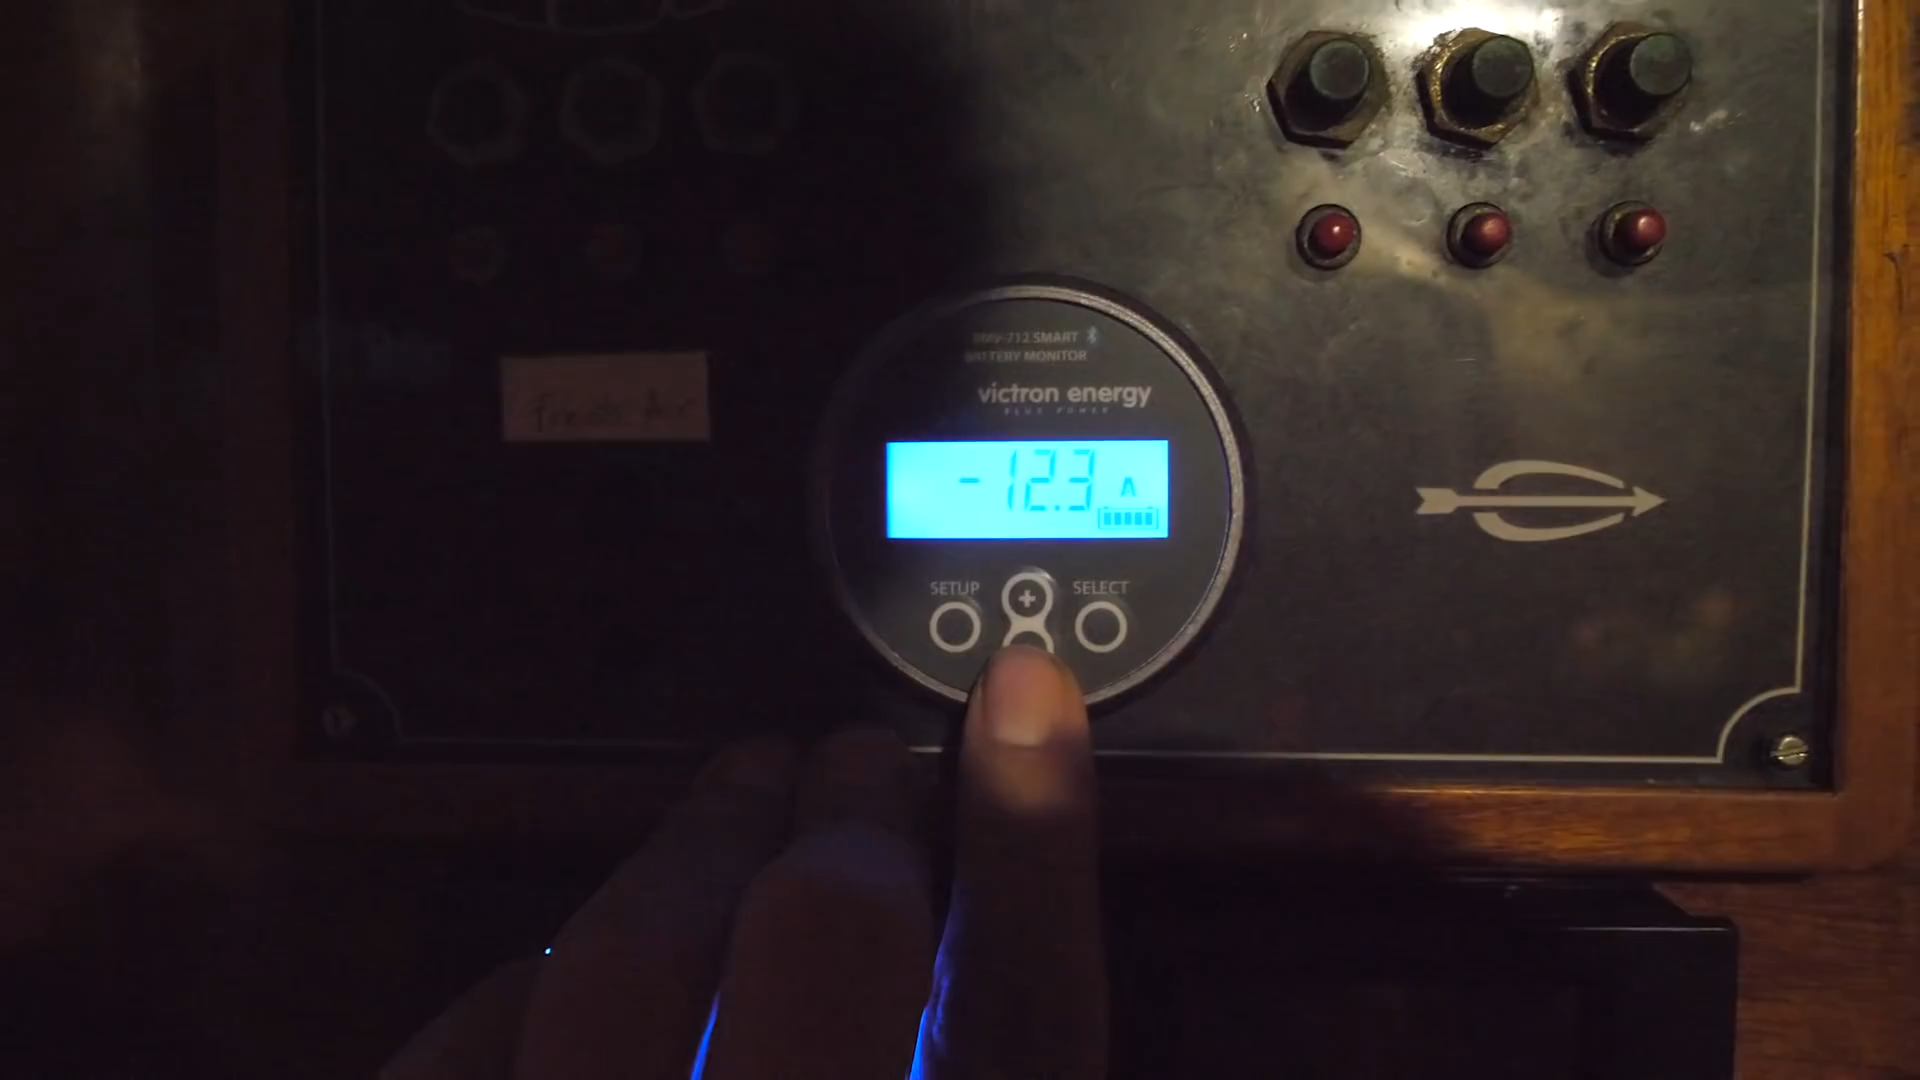 BMV-712 SMART
BATTERY MONITOR
victron energy
BLUE POWER
-12.3 A
SETUP
+
SELECT